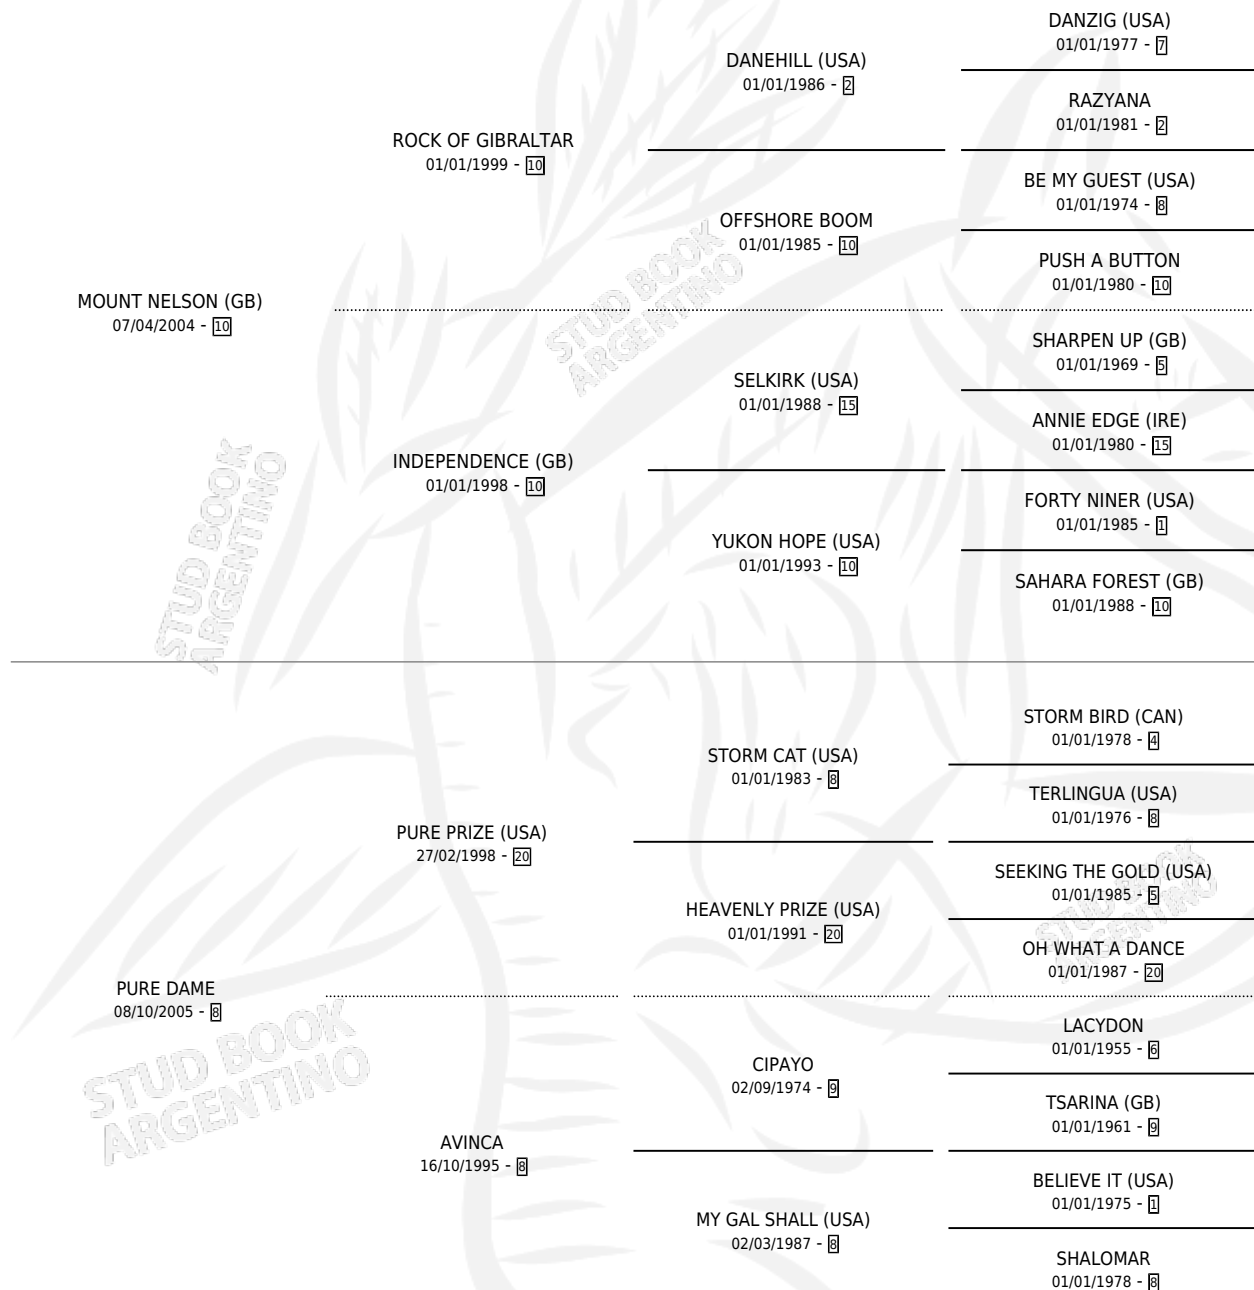 DANZIG (USA)
01/01/1977 - 7
DANEHILL (USA)
01/01/1986 - 2
RAZYANA
01/01/1981 - 2
ROCK OF GIBRALTAR
01/01/1999 - 10
BE MY GUEST (USA)
01/01/1974 - 8
OFFSHORE BOOM
01/01/1985 - 10
PUSH A BUTTON
01/01/1980 - 10
MOUNT NELSON (GB)
07/04/2004 - 10
SHARPEN UP (GB)
01/01/1969 - 5
SELKIRK (USA)
01/01/1988 - 15
ANNIE EDGE (IRE)
01/01/1980 - 15
INDEPENDENCE (GB)
01/01/1998 - 10
FORTY NINER (USA)
01/01/1985 - 1
YUKON HOPE (USA)
01/01/1993 - 10
SAHARA FOREST (GB)
01/01/1988 - 10
STUD BOOK
ARGENTINO
STUD BOOK
ARGENTINO
STORM BIRD (CAN)
01/01/1978 - 4
STORM CAT (USA)
01/01/1983 - 8
TERLINGUA (USA)
01/01/1976 - 8
PURE PRIZE (USA)
27/02/1998 - 20
SEEKING THE GOLD (USA)
01/01/1985 - 5
HEAVENLY PRIZE (USA)
01/01/1991 - 20
OH WHAT A DANCE
01/01/1987 - 20
STUD BOOK
ARGENTINO
PURE DAME
08/10/2005 - 8
LACYDON
01/01/1955 - 6
CIPAYO
02/09/1974 - 9
TSARINA (GB)
01/01/1961 - 9
STUD BOOK
ARGENTINO
AVINCA
16/10/1995 - 8
BELIEVE IT (USA)
01/01/1975 - 1
MY GAL SHALL (USA)
02/03/1987 - 8
SHALOMAR
01/01/1978 - 8